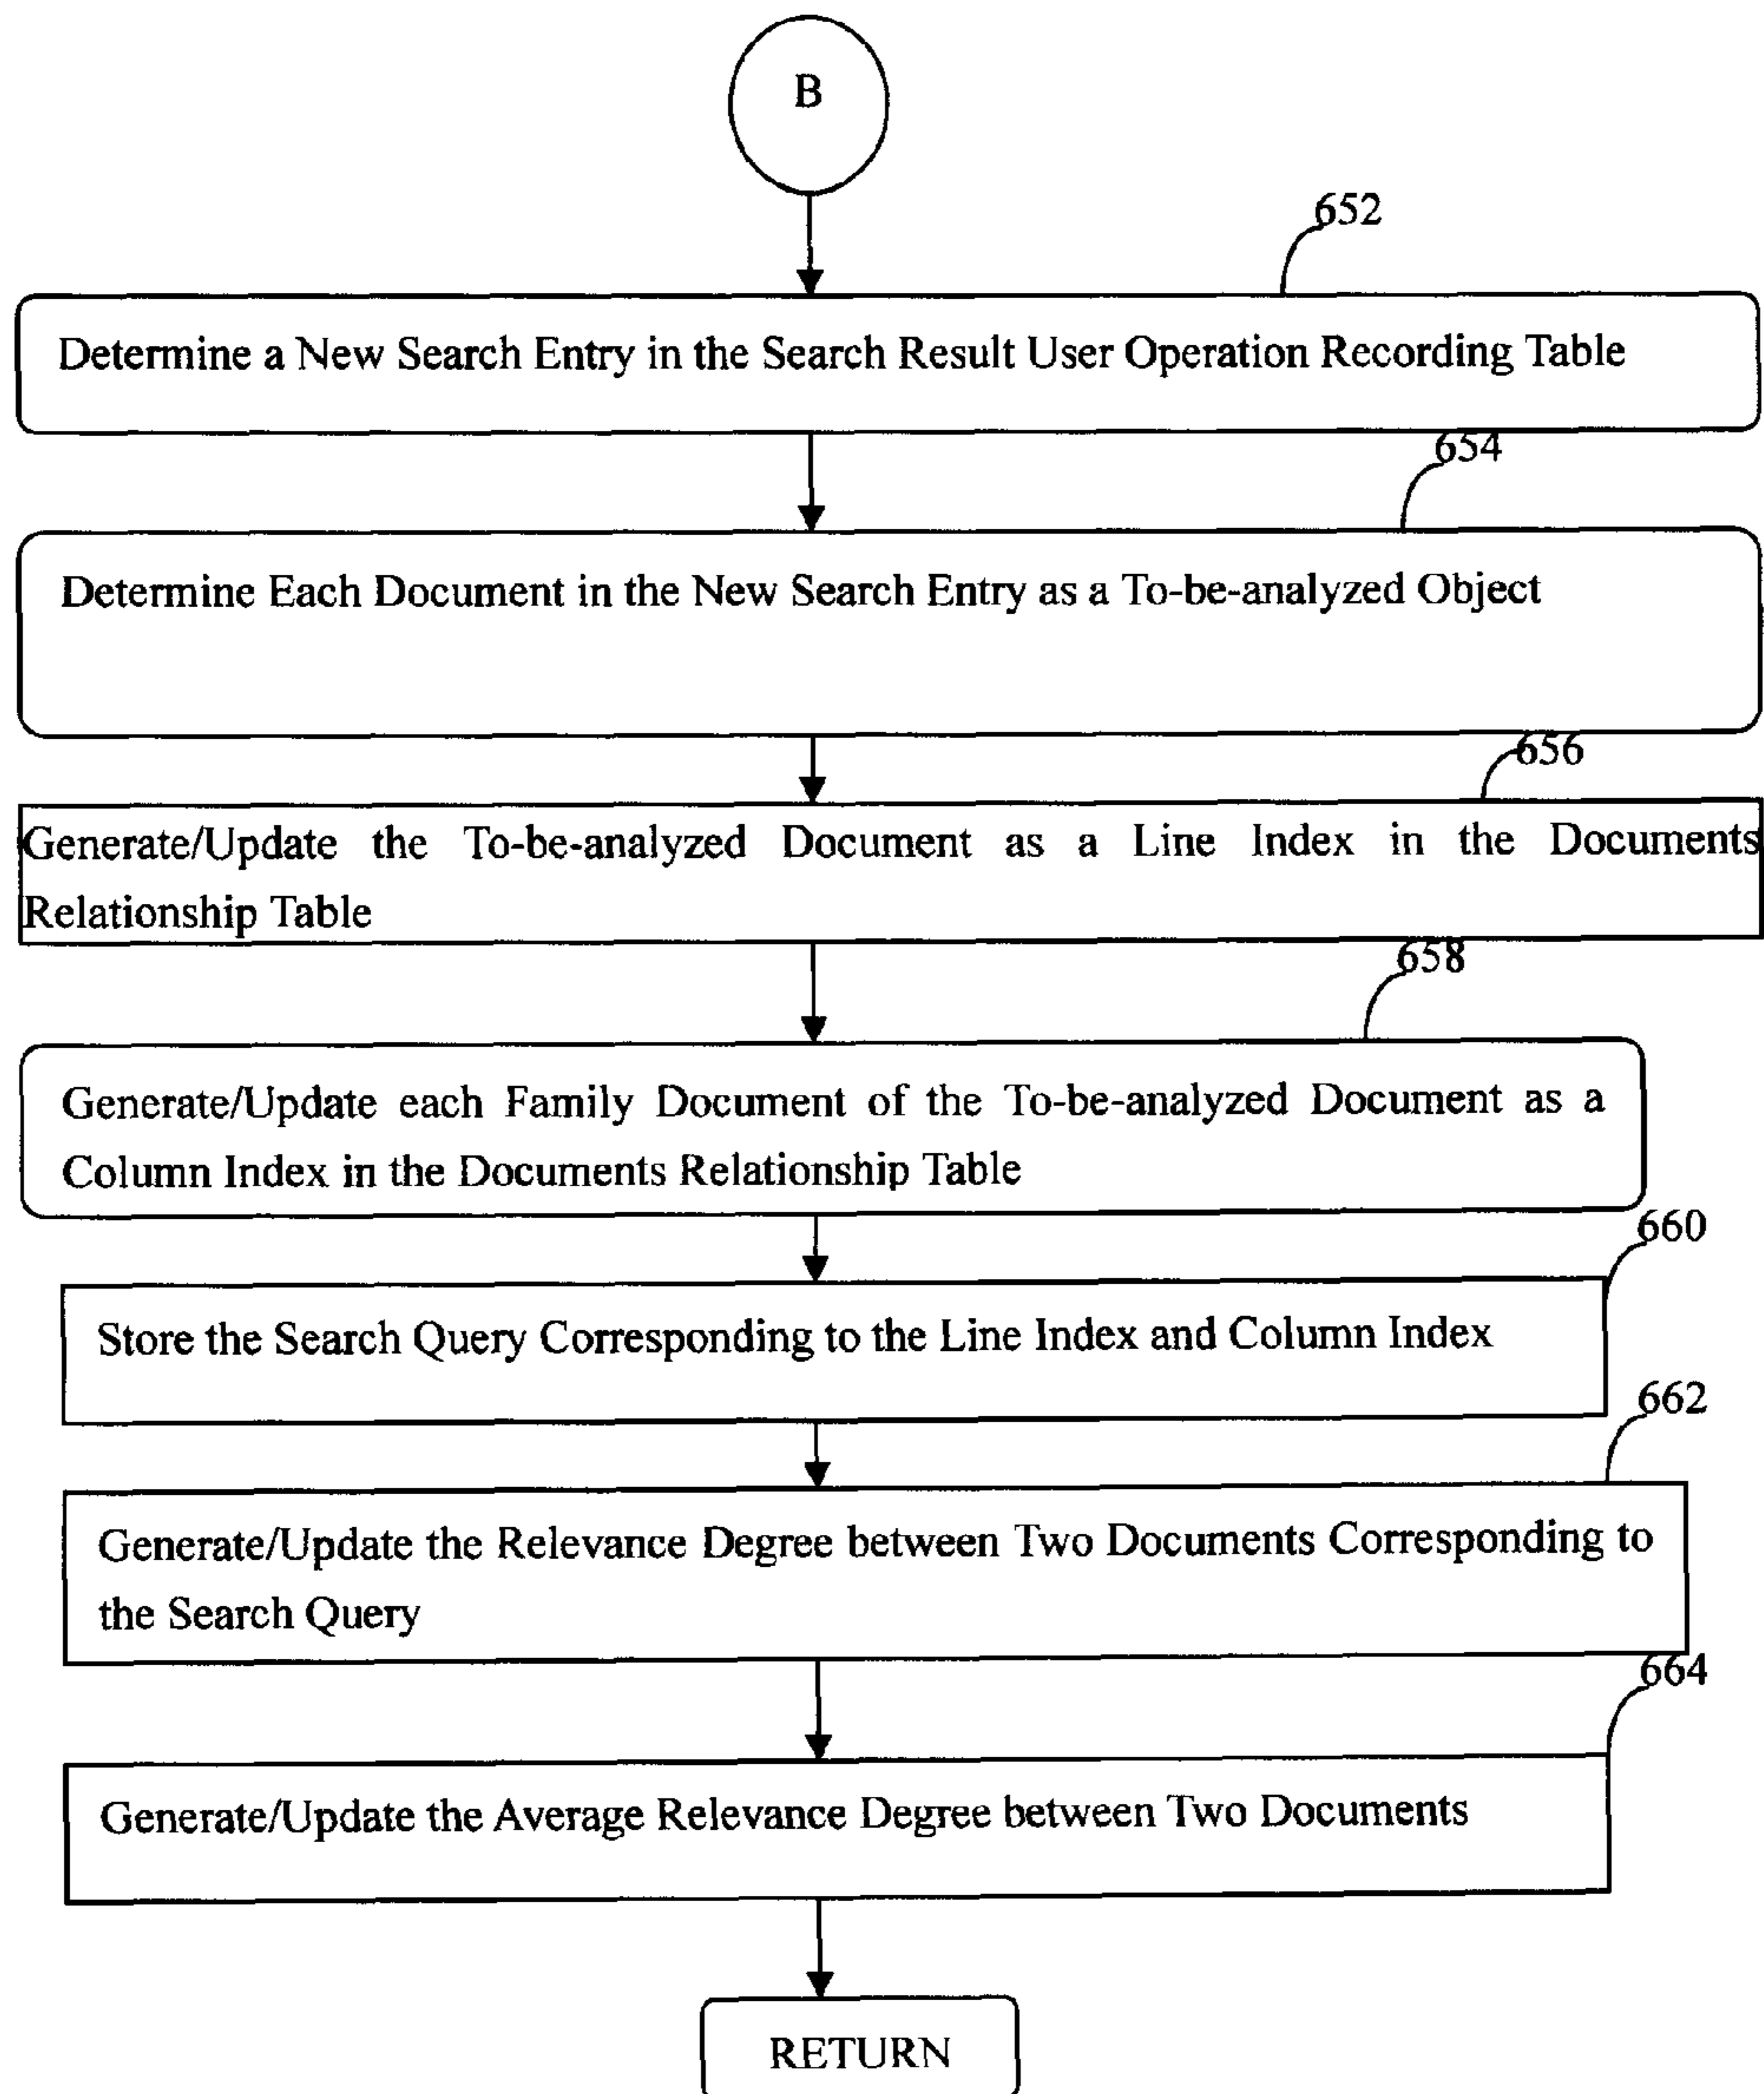 B
652
Determine a New Search Entry in the Search Result User Operation Recording Table
654
Determine Each Document in the New Search Entry as a To-be-analyzed Object
656
Generate/Update the To-be-analyzed Document as a Line Index in the Documents
Relationship Table
658
Generate/Update each Family Document of the To-be-analyzed Document as a
Column Index in the Documents Relationship Table
660
Store the Search Query Corresponding to the Line Index and Column Index
662
Generate/Update the Relevance Degree between Two Documents Corresponding to
the Search Query
664
Generate/Update the Average Relevance Degree between Two Documents
RETURN